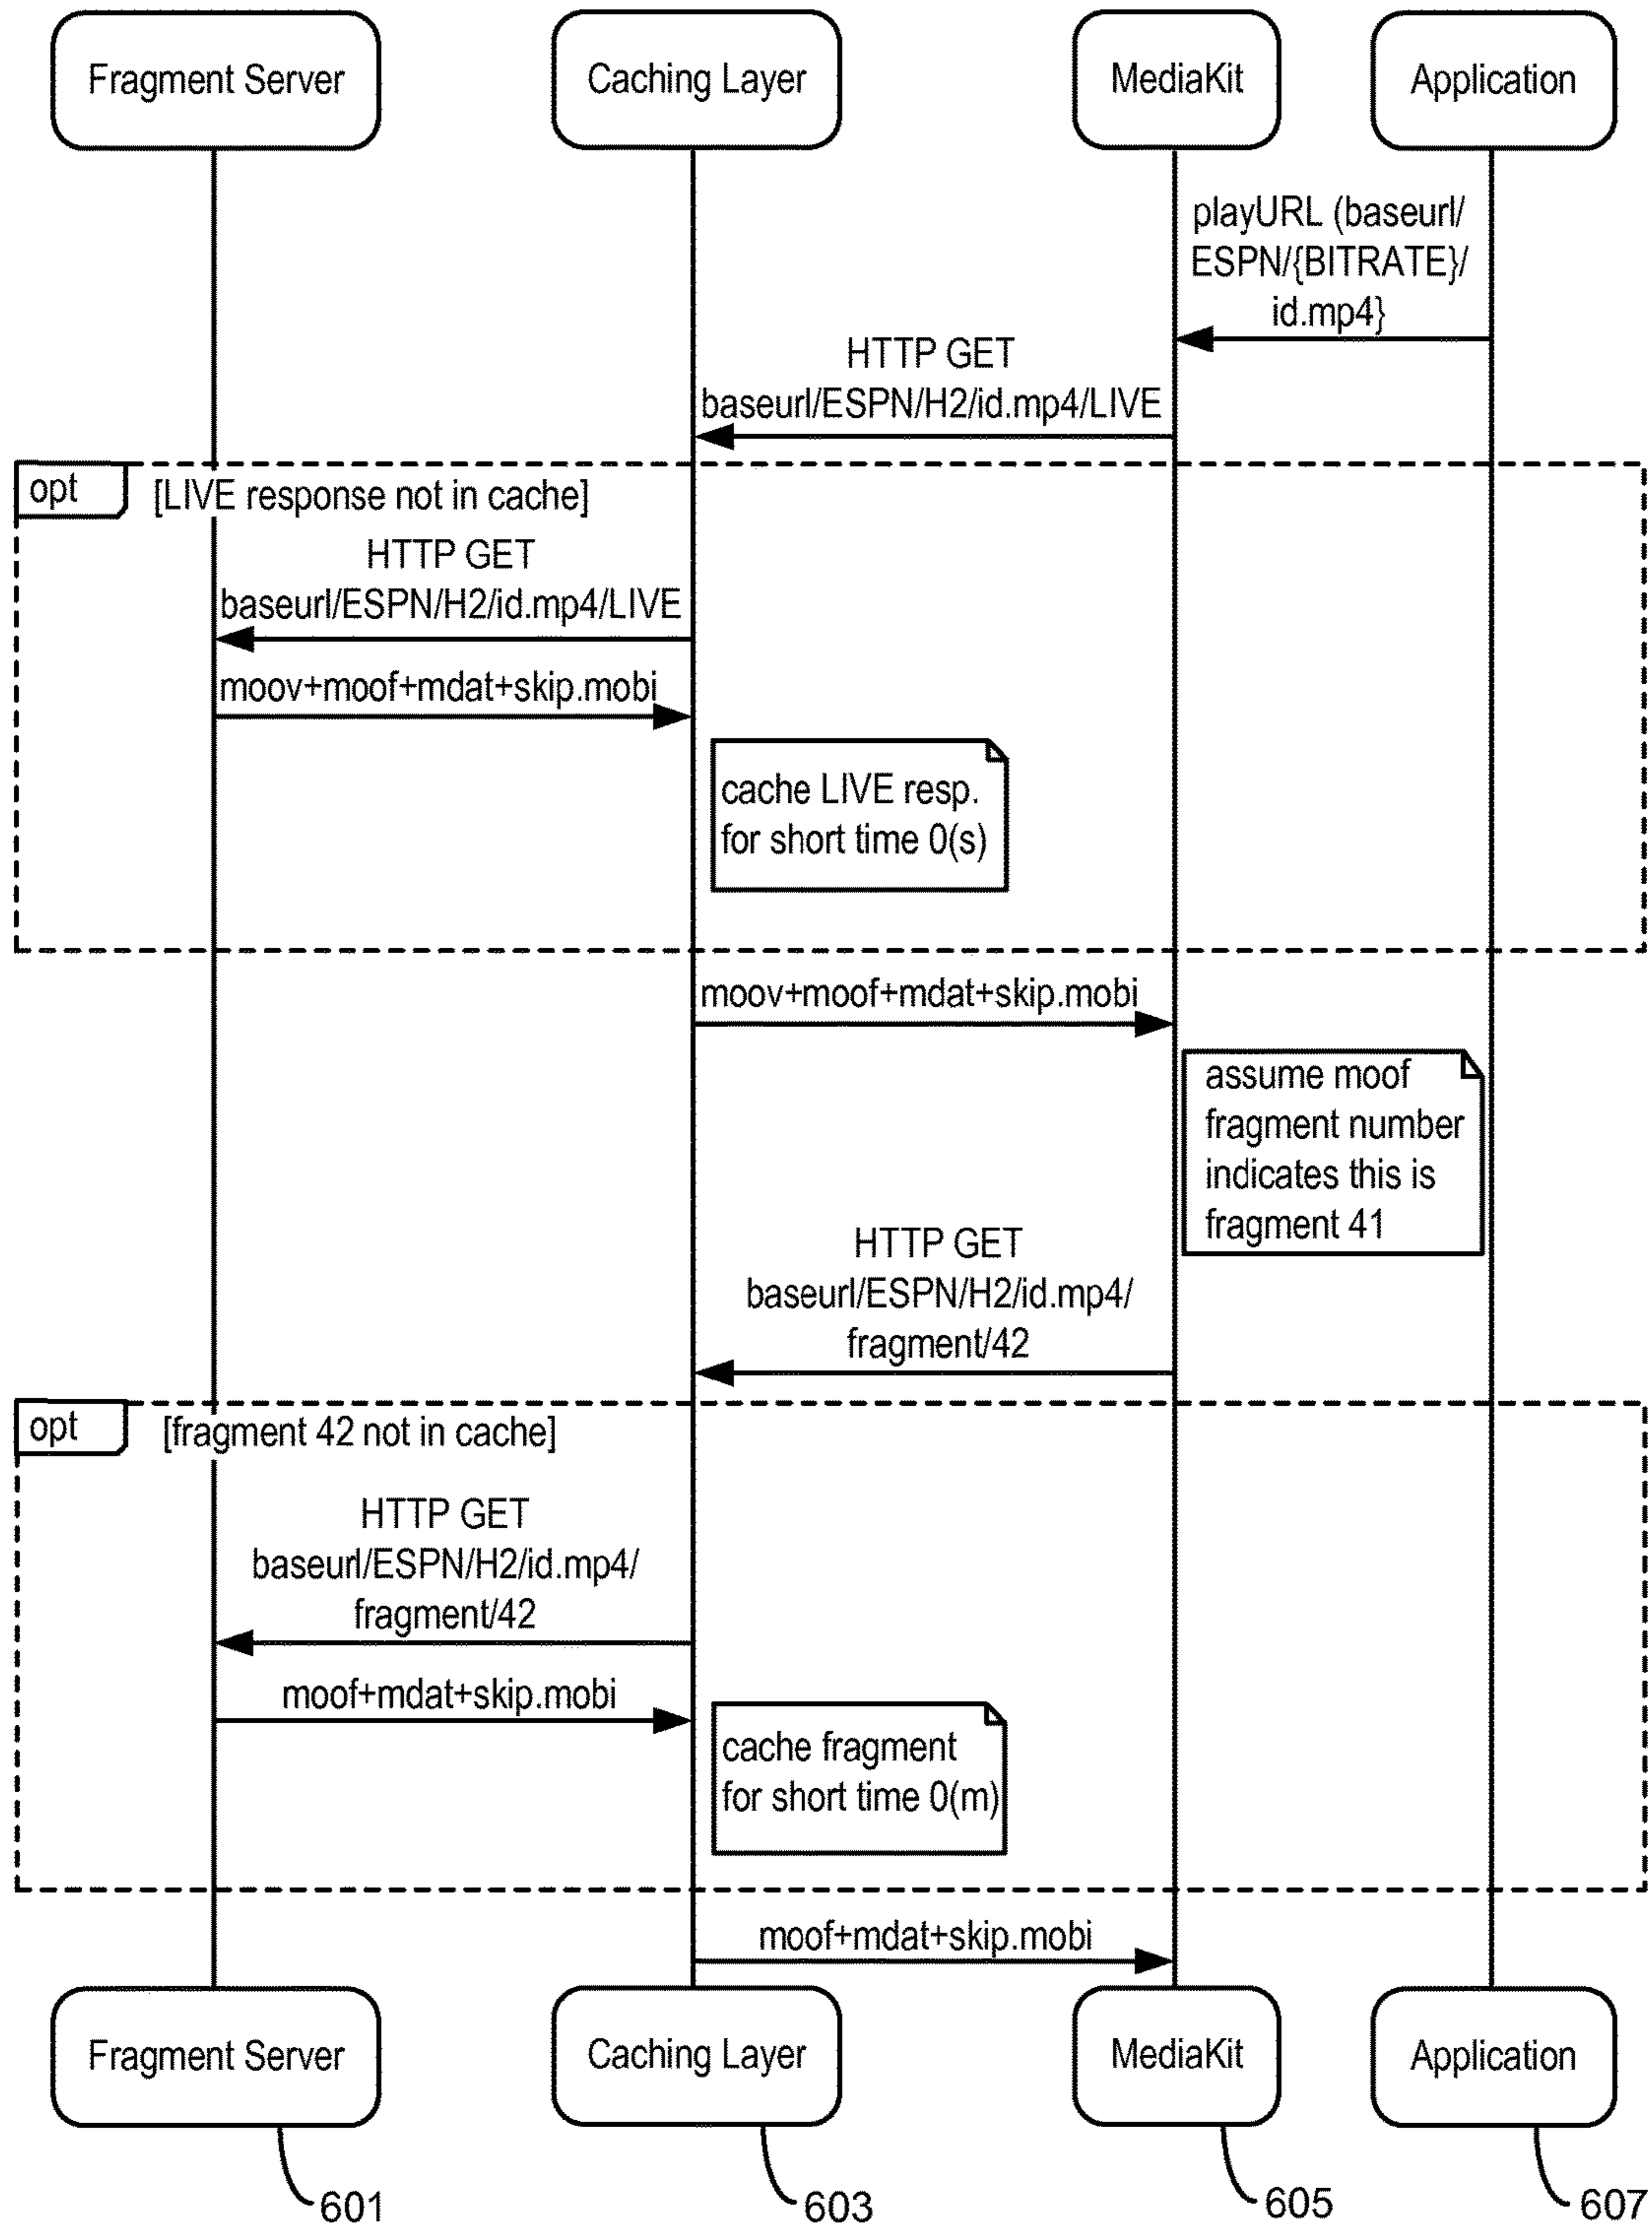 Fragment Server
Caching Layer
MediaKit
Application
playURL (baseurl/
ESPN/{BITRATE}/
id.mp4}
HTTP GET
baseurl/ESPN/H2/id.mp4/LIVE
opt
[LIVE response not in cache]
HTTP GET
baseurl/ESPN/H2/id.mp4/LIVE
moov+moof+mdat+skip.mobi
cache LIVE resp.
for short time 0(s)
moov+moof+mdat+skip.mobi
assume moof
fragment number
indicates this is
fragment 41
HTTP GET
baseurl/ESPN/H2/id.mp4/
fragment/42
opt
[fragment 42 not in cache]
HTTP GET
baseurl/ESPN/H2/id.mp4/
fragment/42
moof+mdat+skip.mobi
cache fragment
for short time 0(m)
moof+mdat+skip.mobi
Fragment Server
Caching Layer
MediaKit
Application
601
603
605
607